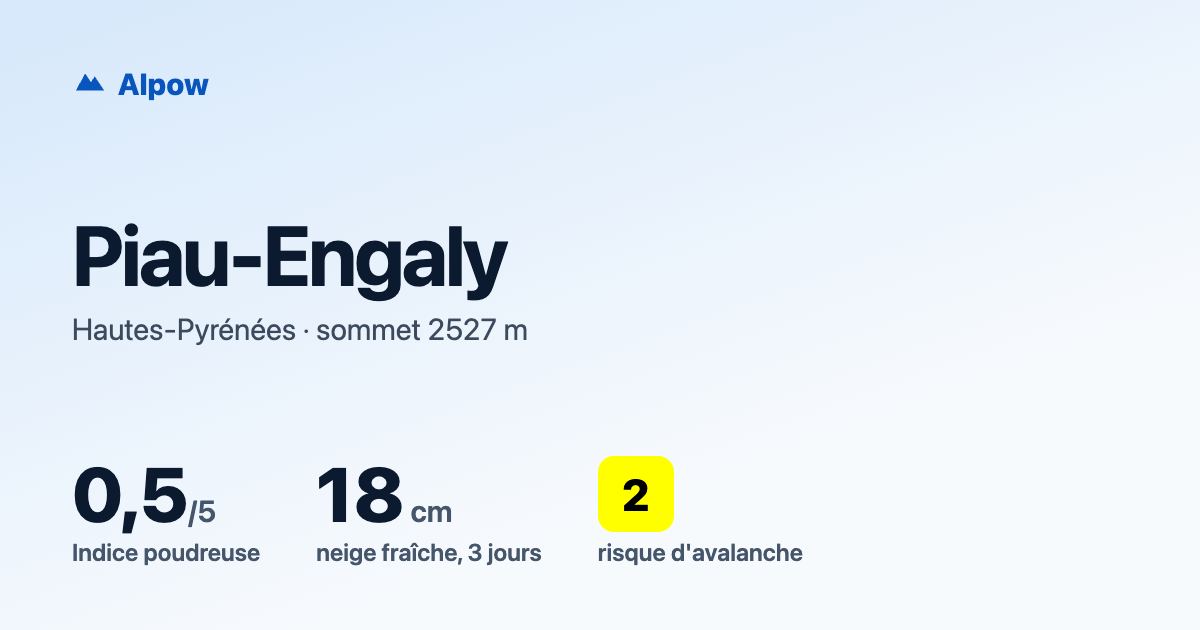 Alpow
Piau-Engaly
Hautes-Pyrénées · sommet 2527 m
0,5/5
18 cm
2
Indice poudreuse
neige fraîche, 3 jours
risque d'avalanche